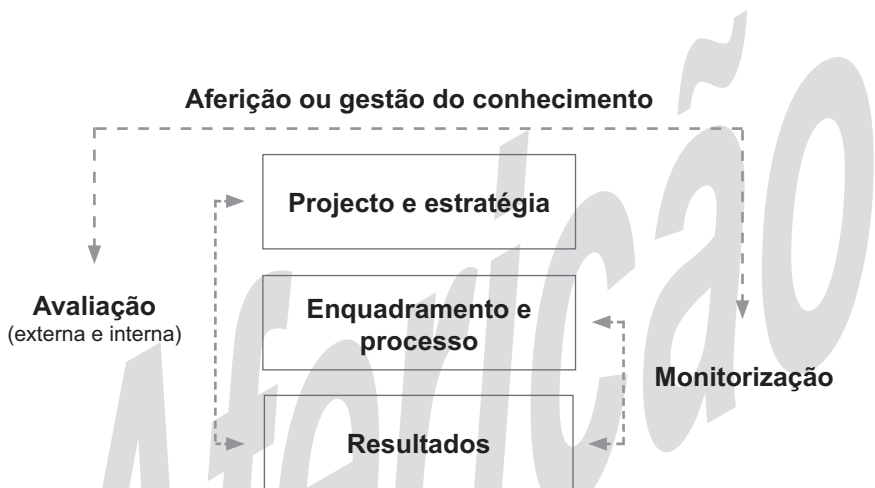 Aferição ou gestão do conhecimento
Projecto e estratégia
Avaliação
(externa e interna)
Enquadramento e
processo
Monitorização
Resultados
Aferição